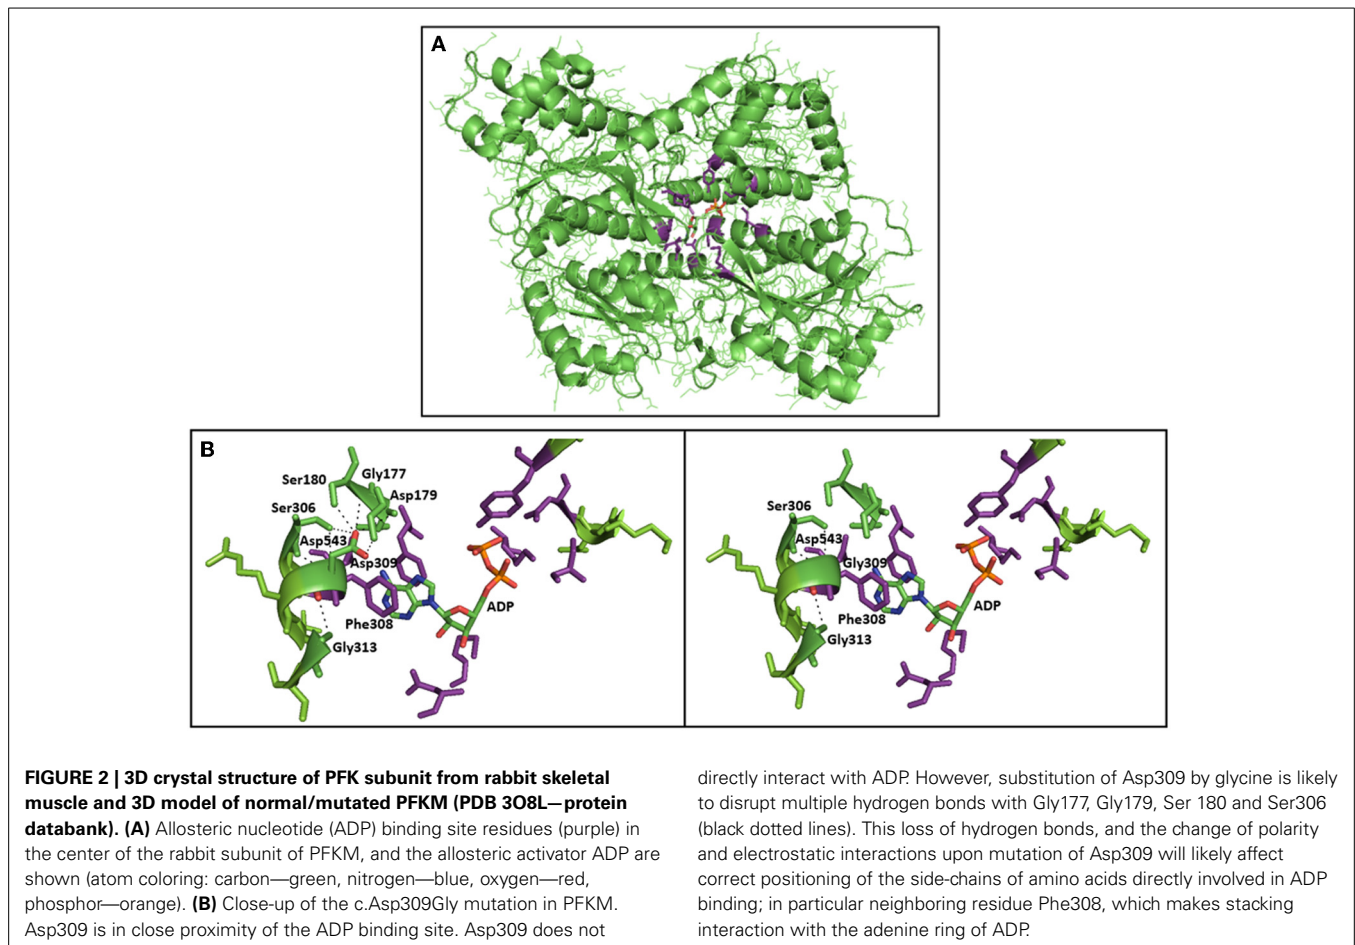 A
B
Ser180
Gly177
Asp179
Ser306
Asp543
Asp309
ADP
Phe308
Gly313
Ser306
Asp543
Gly309
ADP
Phe308
Gly313
FIGURE 2 | 3D crystal structure of PFK subunit from rabbit skeletal
muscle and 3D model of normal/mutated PFKM (PDB 3O8L—protein
databank). (A) Allosteric nucleotide (ADP) binding site residues (purple) in
the center of the rabbit subunit of PFKM, and the allosteric activator ADP are
shown (atom coloring: carbon—green, nitrogen—blue, oxygen—red,
phosphor—orange). (B) Close-up of the c.Asp309Gly mutation in PFKM.
Asp309 is in close proximity of the ADP binding site. Asp309 does not
directly interact with ADP. However, substitution of Asp309 by glycine is likely
to disrupt multiple hydrogen bonds with Gly177, Gly179, Ser 180 and Ser306
(black dotted lines). This loss of hydrogen bonds, and the change of polarity
and electrostatic interactions upon mutation of Asp309 will likely affect
correct positioning of the side-chains of amino acids directly involved in ADP
binding; in particular neighboring residue Phe308, which makes stacking
interaction with the adenine ring of ADP.